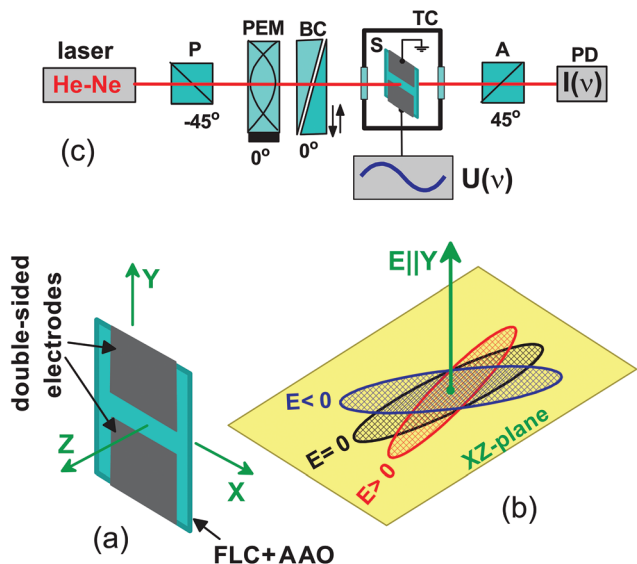 laser
He-Ne
P
-45°
PEM
0°
BC
0°
TC
S
A
45°
PD
I(ν)
U(ν)
(c)
double-sided
electrodes
Y
Z
X
(a)
FLC+AAO
E||Y
E< 0
E= 0
E> 0
XZ-plane
(b)